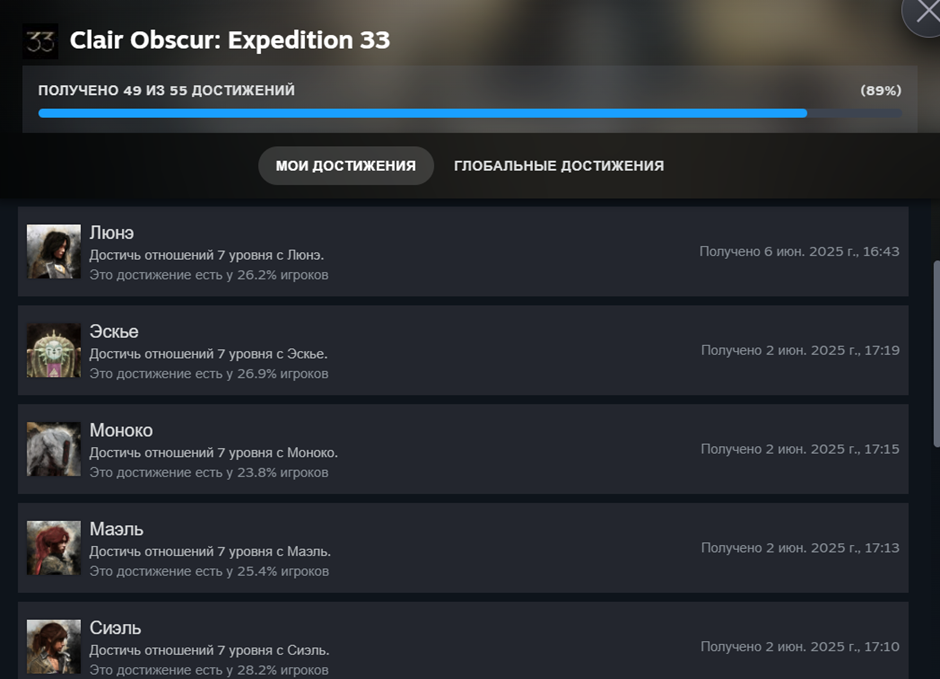 33 Clair Obscur: Expedition 33
ПОЛУЧЕНО 49 ИЗ 55 ДОСТИЖЕНИЙ (89%)
МОИ ДОСТИЖЕНИЯ ГЛОБАЛЬНЫЕ ДОСТИЖЕНИЯ
Люнэ
Достичь отношений 7 уровня с Люнэ.
Это достижение есть у 26.2% игроков
Получено 6 июн. 2025 г., 16:43
Эскье
Достичь отношений 7 уровня с Эскье.
Это достижение есть у 26.9% игроков
Получено 2 июн. 2025 г., 17:19
Моноко
Достичь отношений 7 уровня с Моноко.
Это достижение есть у 23.8% игроков
Получено 2 июн. 2025 г., 17:15
Маэль
Достичь отношений 7 уровня с Маэль.
Это достижение есть у 25.4% игроков
Получено 2 июн. 2025 г., 17:13
Сиэль
Достичь отношений 7 уровня с Сиэль.
Это достижение есть у 28.2% игроков
Получено 2 июн. 2025 г., 17:10